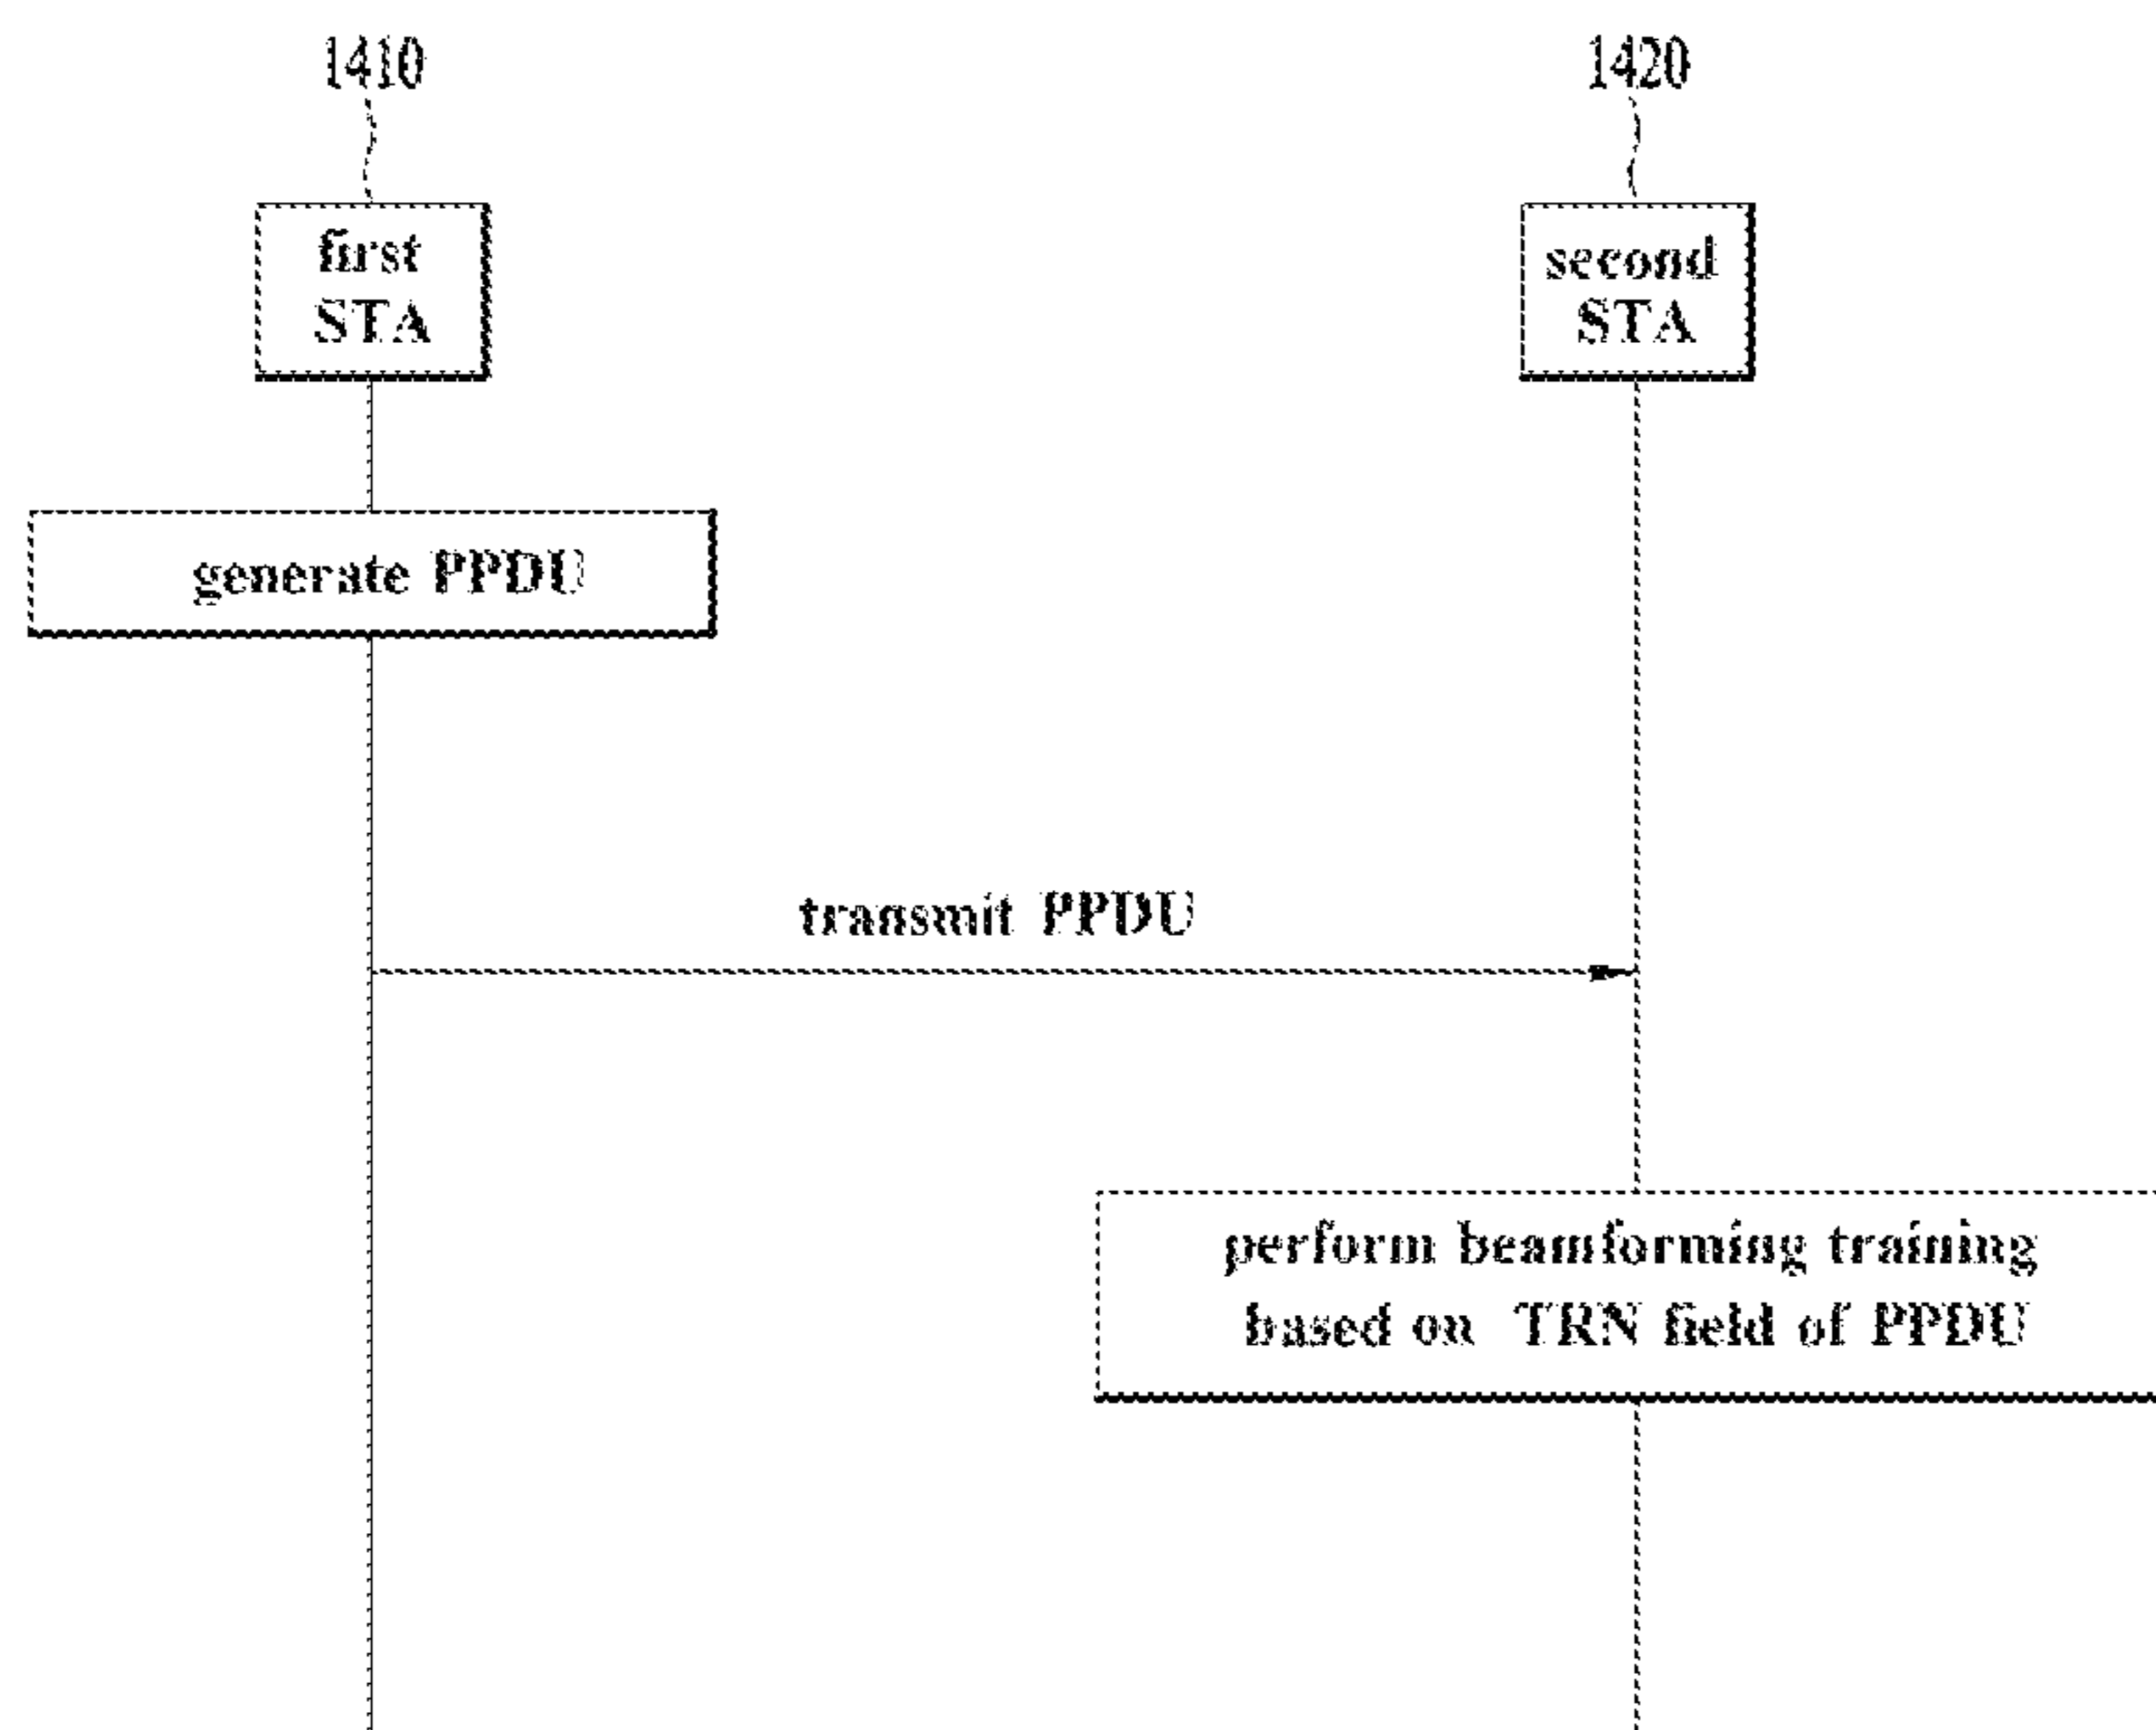 1410
1420
first
STA
second
STA
generate PPDU
transmit PPDU
perform beamforming training
based on TRN field of PPDU